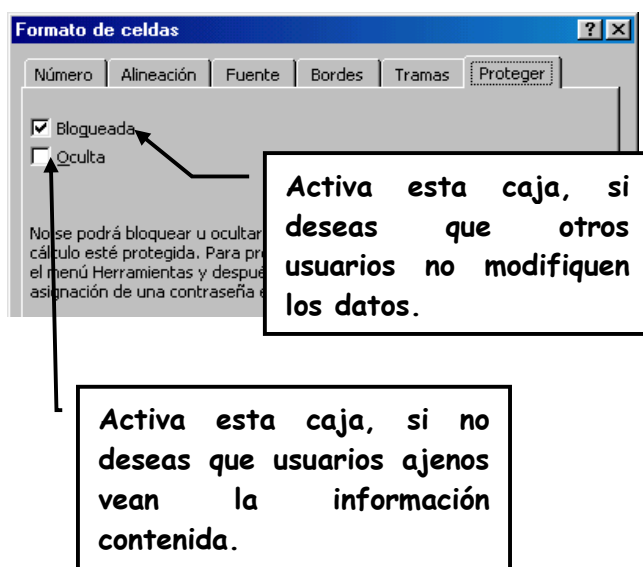 Formato de celdas
Número Alineación Fuente Bordes Tramas Proteger
Bloqueada
Oculta
No se podrá bloquear u ocultar
cálculo esté protegida. Para
el menú Herramientas y
asignación de una contraseña
Activa esta caja, si
deseas que otros
usuarios no modifiquen
los datos.
Activa esta caja, si no
deseas que usuarios ajenos
vean la información
contenida.